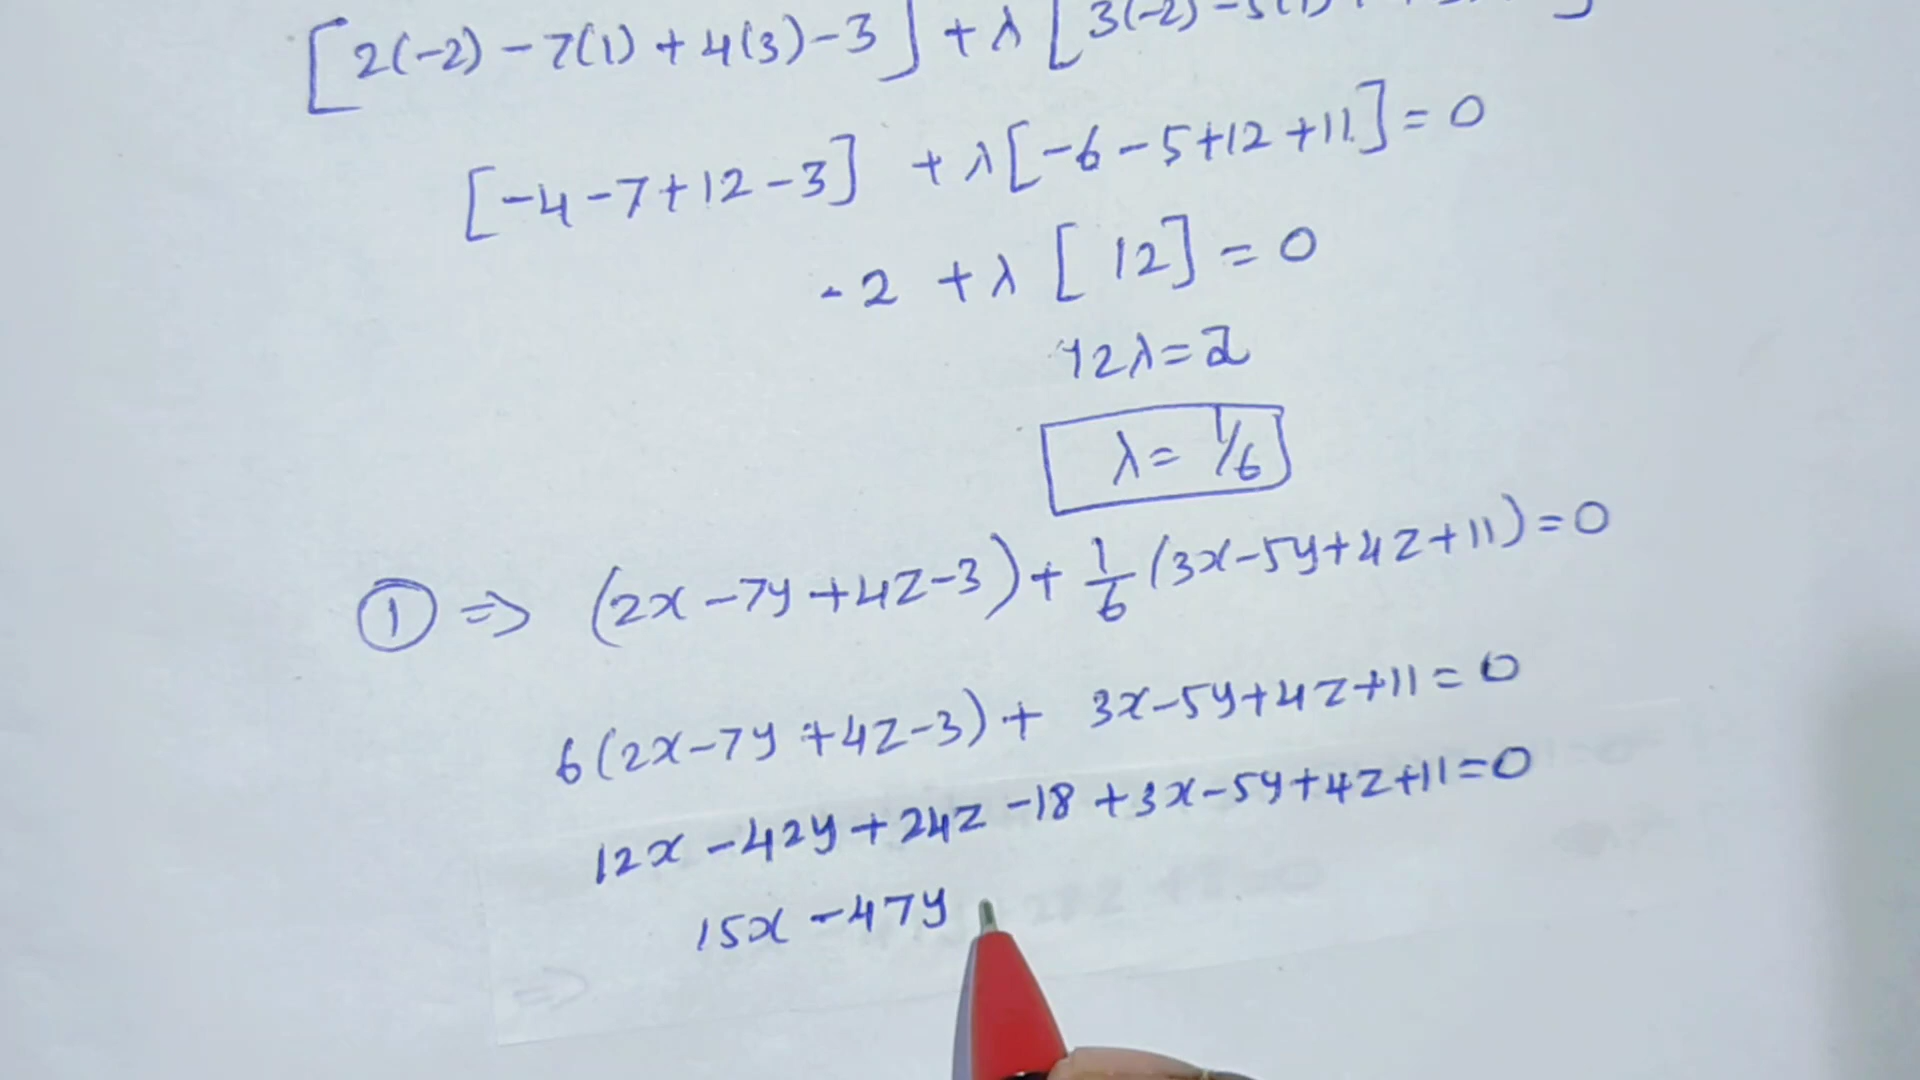 [2(-2) - 7(1) + 4(3) - 3] + λ [3(-2) - 5(1)
[-4 - 7 + 12 - 3] + λ[-6 - 5 + 12 + 11] = 0
-2 + λ [12] = 0
12λ = 2
λ = 1/6
① ⇒ (2x - 7y + 4z - 3) + 1/6 (3x - 5y + 4z + 11) = 0
6(2x - 7y + 4z - 3) + 3x - 5y + 4z + 11 = 0
12x - 42y + 24z - 18 + 3x - 5y + 4z + 11 = 0
15x - 47y